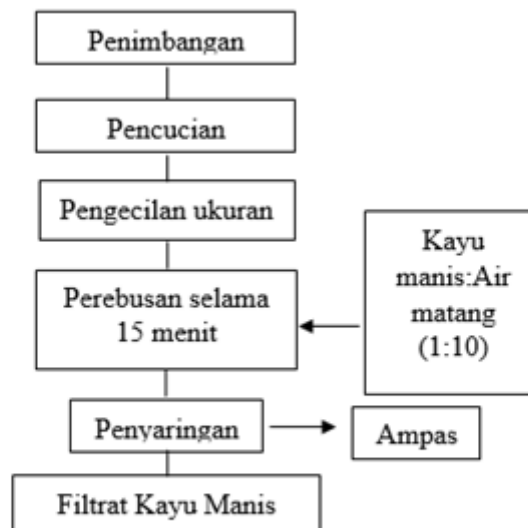 Penimbangan
Pencucian
Pengecilan ukuran
Perebusan selama
15 menit
Kayu
manis:Air
matang
(1:10)
Penyaringan
Ampas
Filtrat Kayu Manis